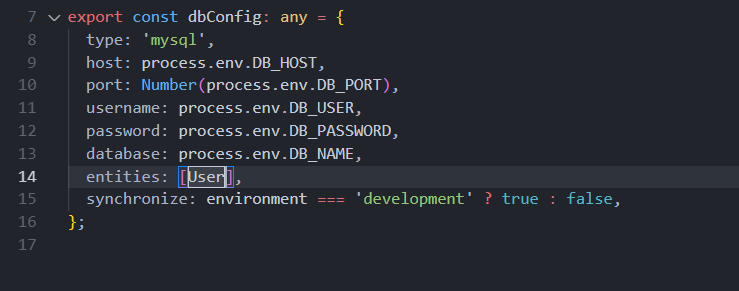 7 export const dbConfig: any = {
8 type: 'mysql',
9 host: process.env.DB_HOST,
10 port: Number(process.env.DB_PORT),
11 username: process.env.DB_USER,
12 password: process.env.DB_PASSWORD,
13 database: process.env.DB_NAME,
14 entities: [User],
15 synchronize: environment === 'development' ? true : false,
16 };
17